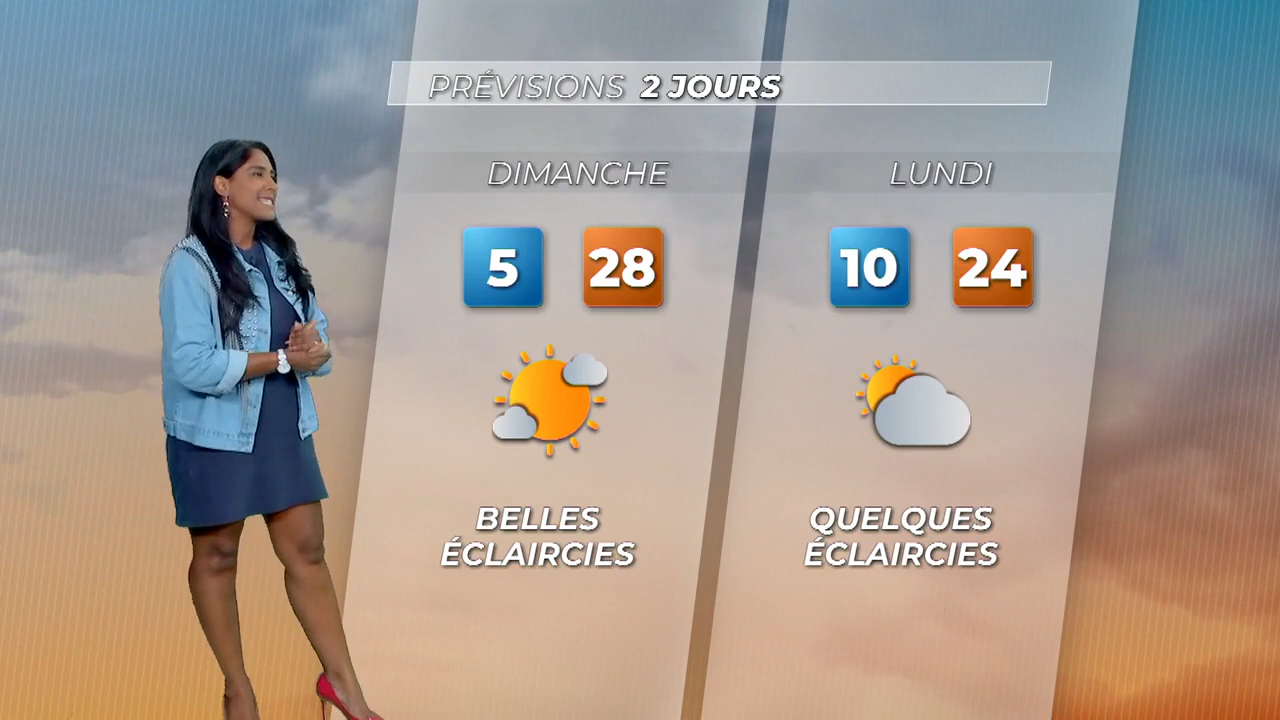 PRÉVISIONS 2 JOURS
DIMANCHE
LUNDI
5
28
10
24
BELLES
ÉCLAIRCIES
QUELQUES
ÉCLAIRCIES